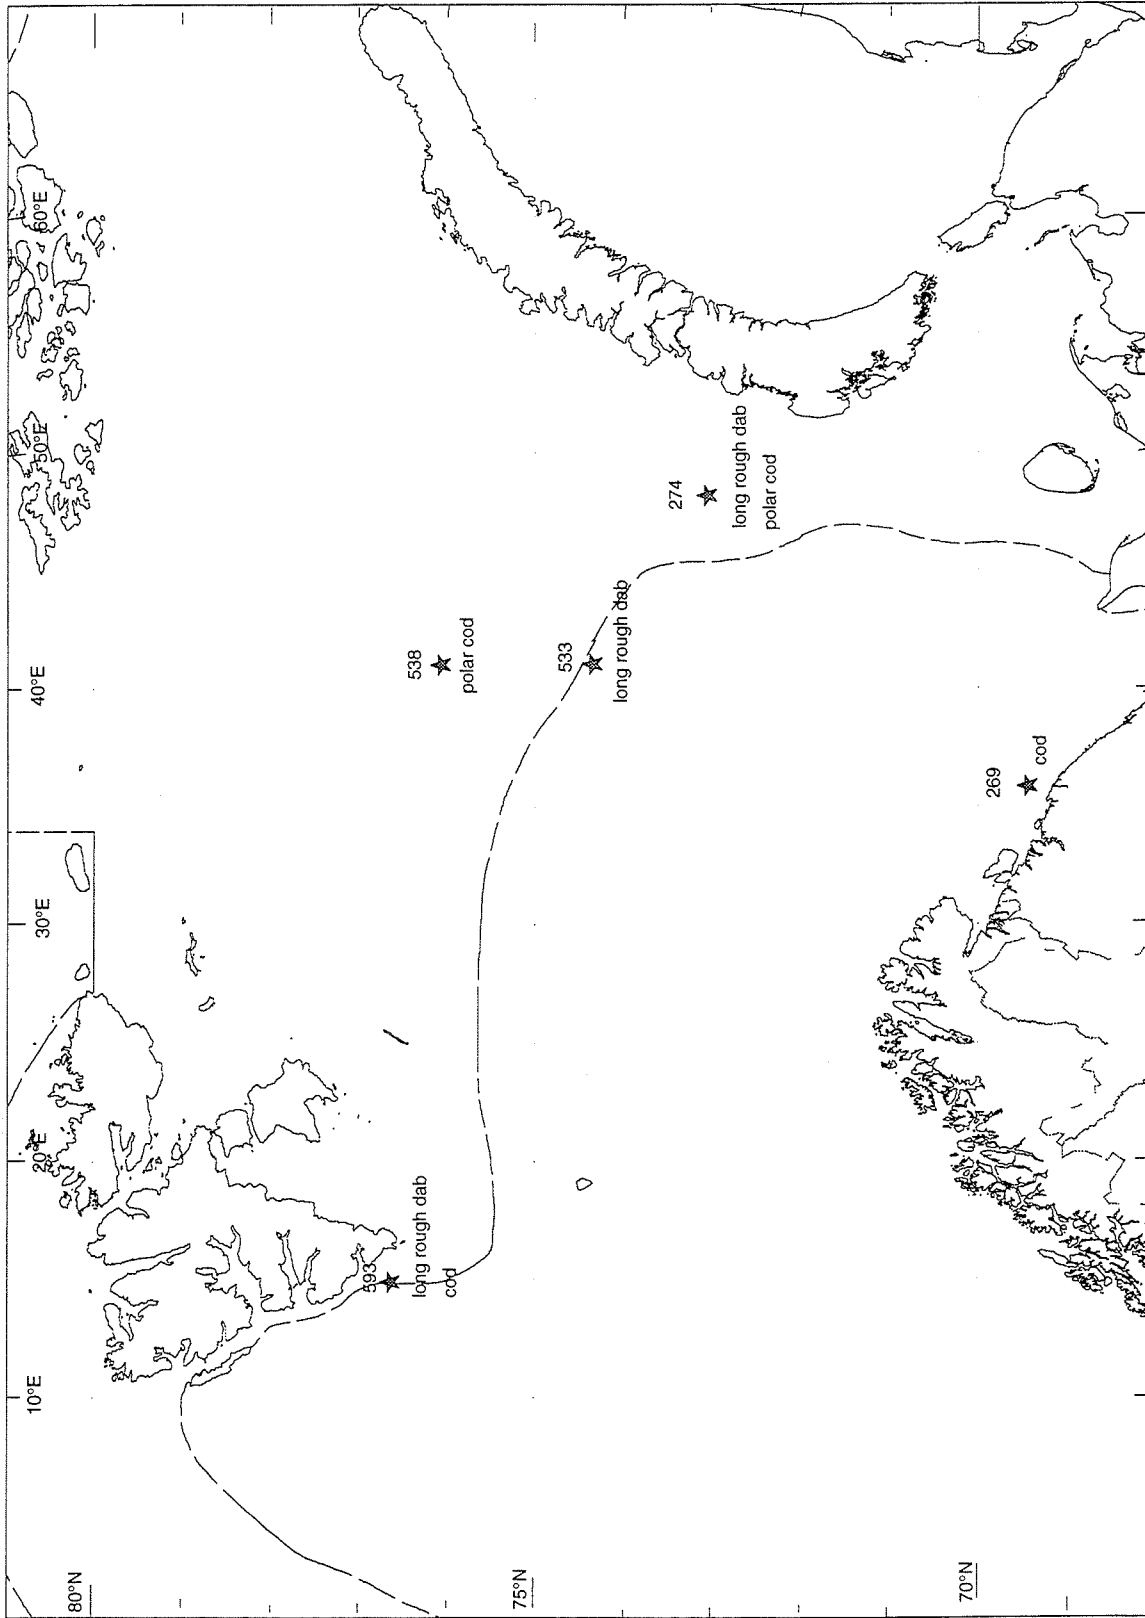 80°N
75°N
70°N
10°E
20°E
30°E
40°E
50°E
60°E
593
long rough dab
cod
538
polar cod
533
long rough dab
274
long rough dab
polar cod
269
cod